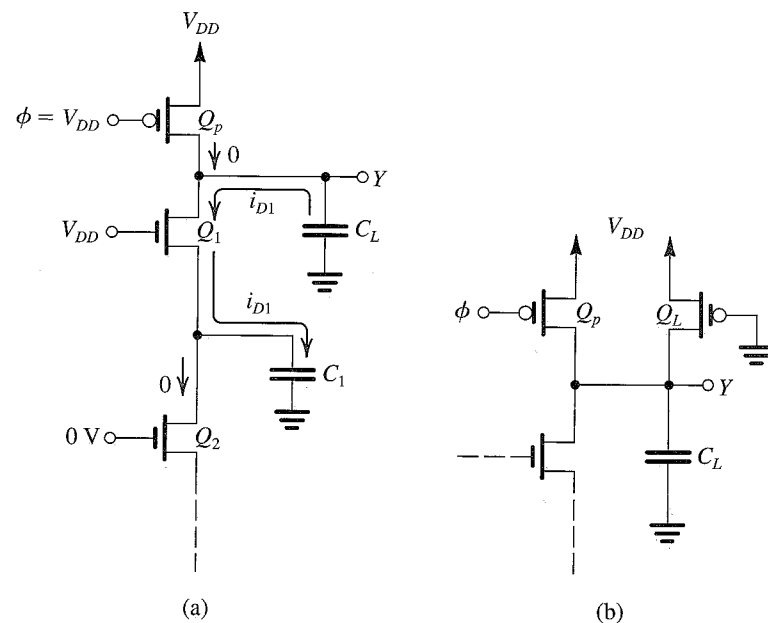 V_DD
ϕ = V_DD
Q_p
0
Y
i_D1
V_DD
Q_1
C_L
i_D1
0
C_1
0 V
Q_2
(a)
V_DD
ϕ
Q_p
Q_L
Y
C_L
(b)